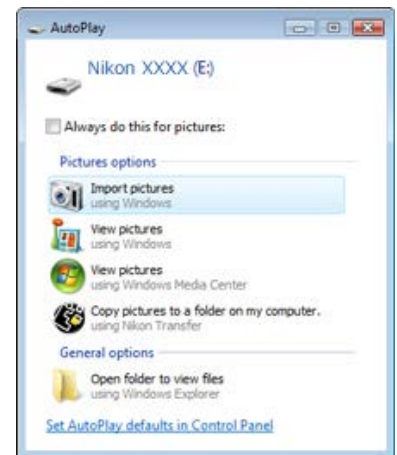 AutoPlay
Nikon XXXX (E:)
Always do this for pictures:
Pictures options
Import pictures
using Windows
View pictures
using Windows
View pictures
using Windows Media Center
Copy pictures to a folder on my computer.
using Nikon Transfer
General options
Open folder to view files
using Windows Explorer
Set AutoPlay defaults in Control Panel